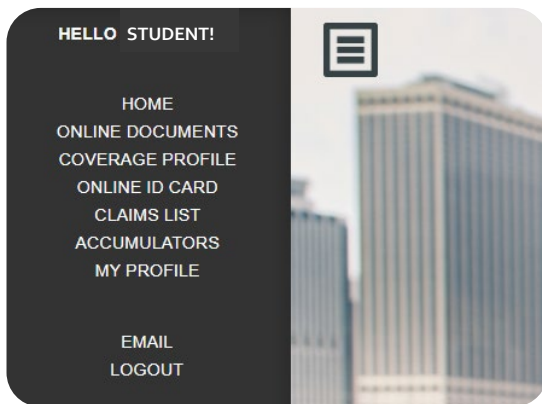 HELLO STUDENT!
HOME
ONLINE DOCUMENTS
COVERAGE PROFILE
ONLINE ID CARD
CLAIMS LIST
ACCUMULATORS
MY PROFILE
EMAIL
LOGOUT